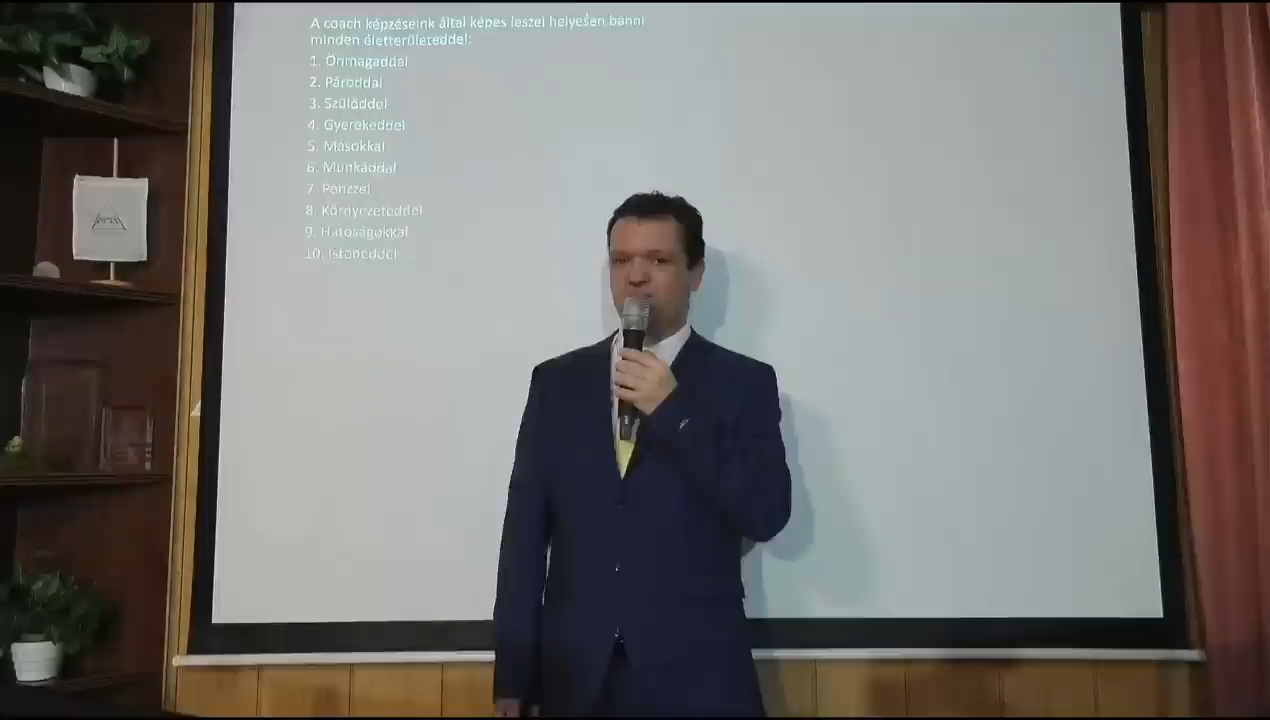 A coach képzéseink által képes leszel helyesen bánni
minden életterületeddel:
1. Önmagaddal
2. Pároddal
3. Szülőddel
4. Gyerekeddel
5. Másokkal
6. Munkáddal
7. Pénzzel
8. Környezeteddel
9. Hatóságokkal
10. Isteneddel